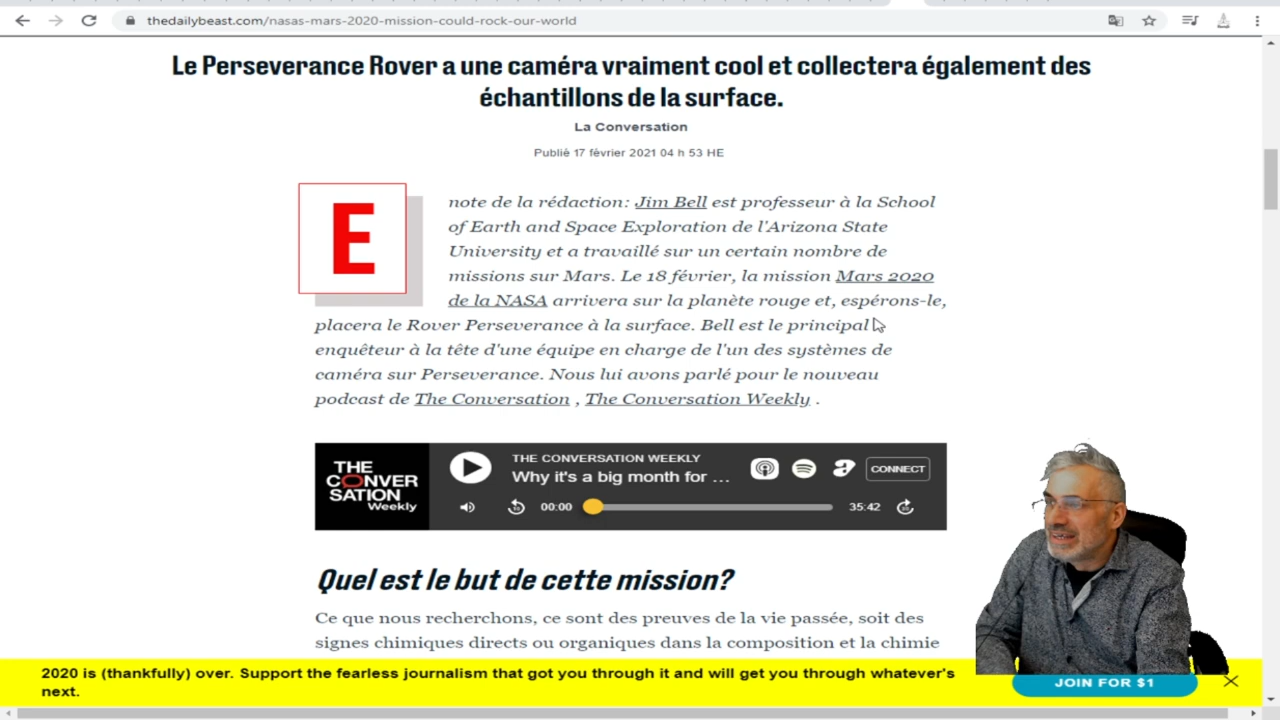 thedailybeast.com/nasas-mars-2020-mission-could-rock-our-world
Le Perseverance Rover a une caméra vraiment cool et collectera également des
échantillons de la surface.
La Conversation
Publié 17 février 2021 04 h 53 HE
E
note de la rédaction: Jim Bell est professeur à la School
of Earth and Space Exploration de l'Arizona State
University et a travaillé sur un certain nombre de
missions sur Mars. Le 18 février, la mission Mars 2020
de la NASA arrivera sur la planète rouge et, espérons-le,
placera le Rover Perseverance à la surface. Bell est le principal
enquêteur à la tête d'une équipe en charge de l'un des systèmes de
caméra sur Perseverance. Nous lui avons parlé pour le nouveau
podcast de The Conversation , The Conversation Weekly .
THE
CONVER
SATION
Weekly
THE CONVERSATION WEEKLY
Why it's a big month for ...
CONNECT
00:00
35:42
Quel est le but de cette mission?
Ce que nous recherchons, ce sont des preuves de la vie passée, soit des
signes chimiques directs ou organiques dans la composition et la chimie
2020 is (thankfully) over. Support the fearless journalism that got you through it and will get you through whatever's
next.
JOIN FOR $1